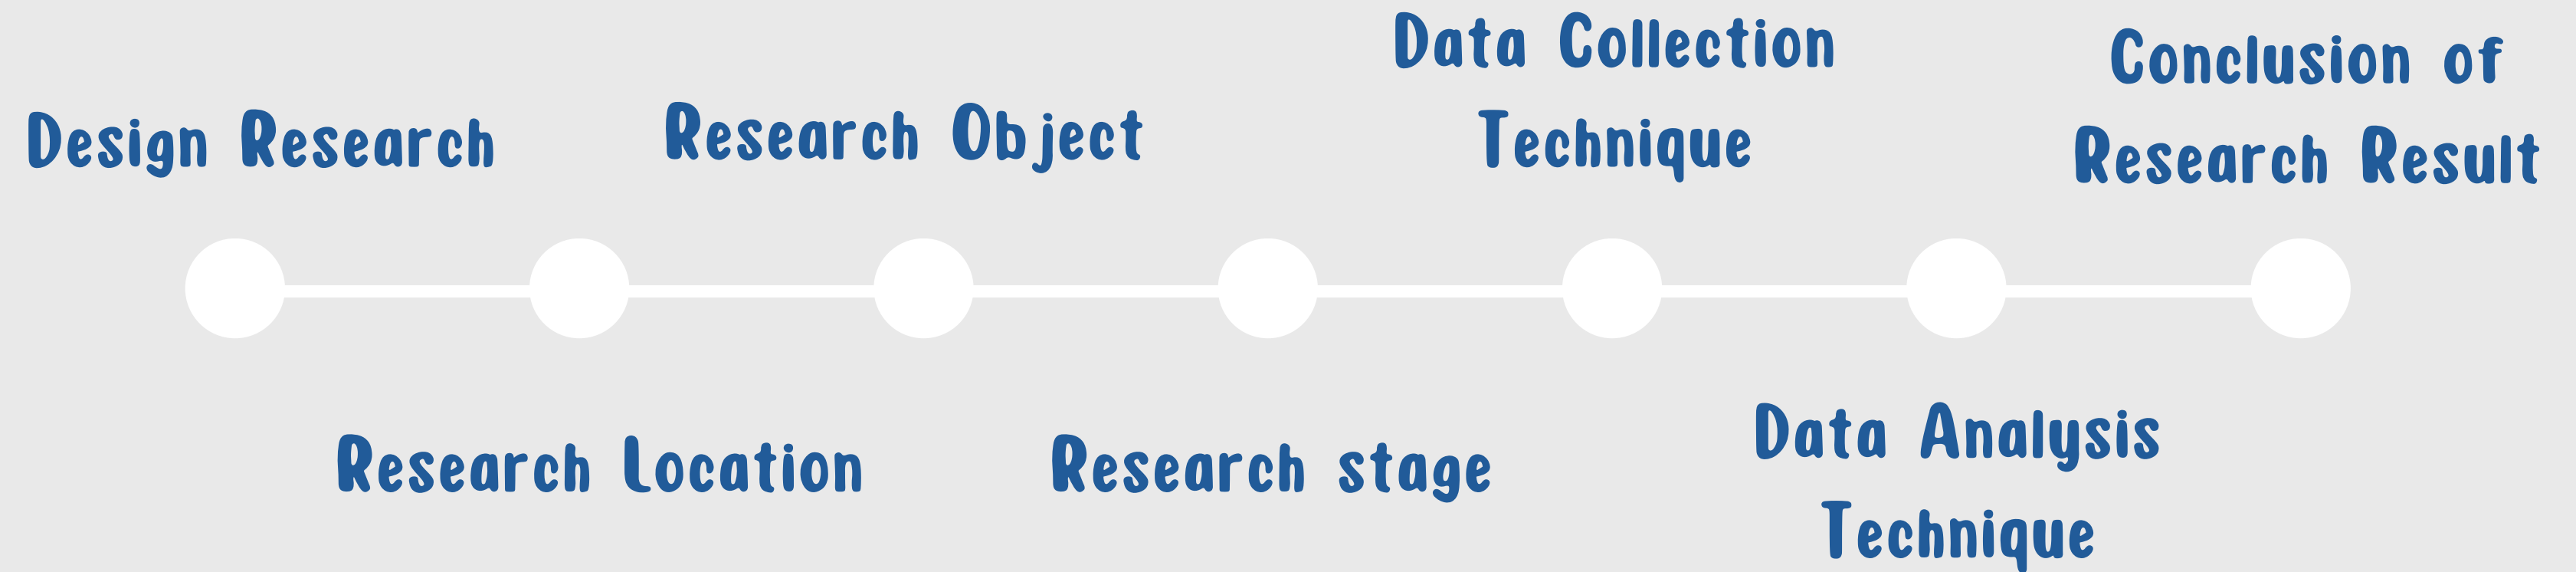 Design Research
Research Location
Research Object
Research stage
Data Collection
Technique
Data Analysis
Technique
Conclusion of
Research Result